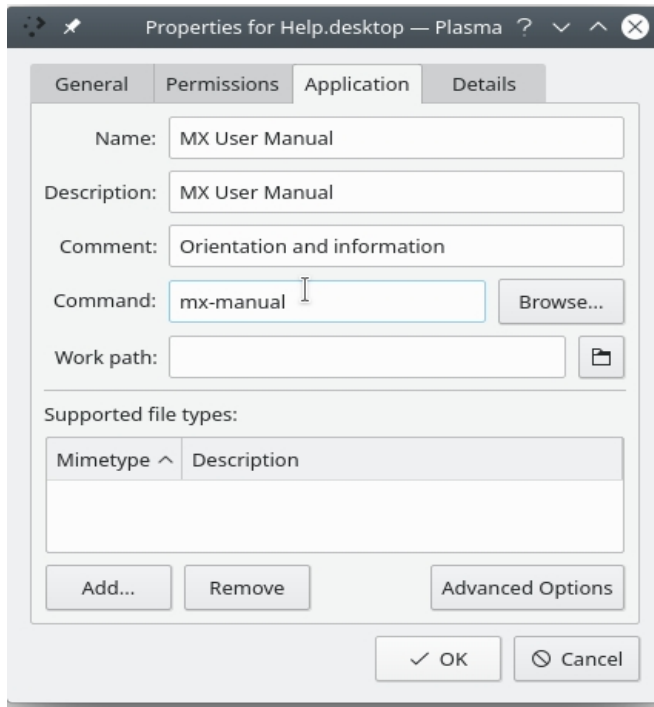 Properties for Help.desktop — Plasma ?
General Permissions Application Details
Name: MX User Manual
Description: MX User Manual
Comment: Orientation and information
Command: mx-manual Browse...
Work path:
Supported file types:
Mimetype Description
Add... Remove Advanced Options
OK Cancel